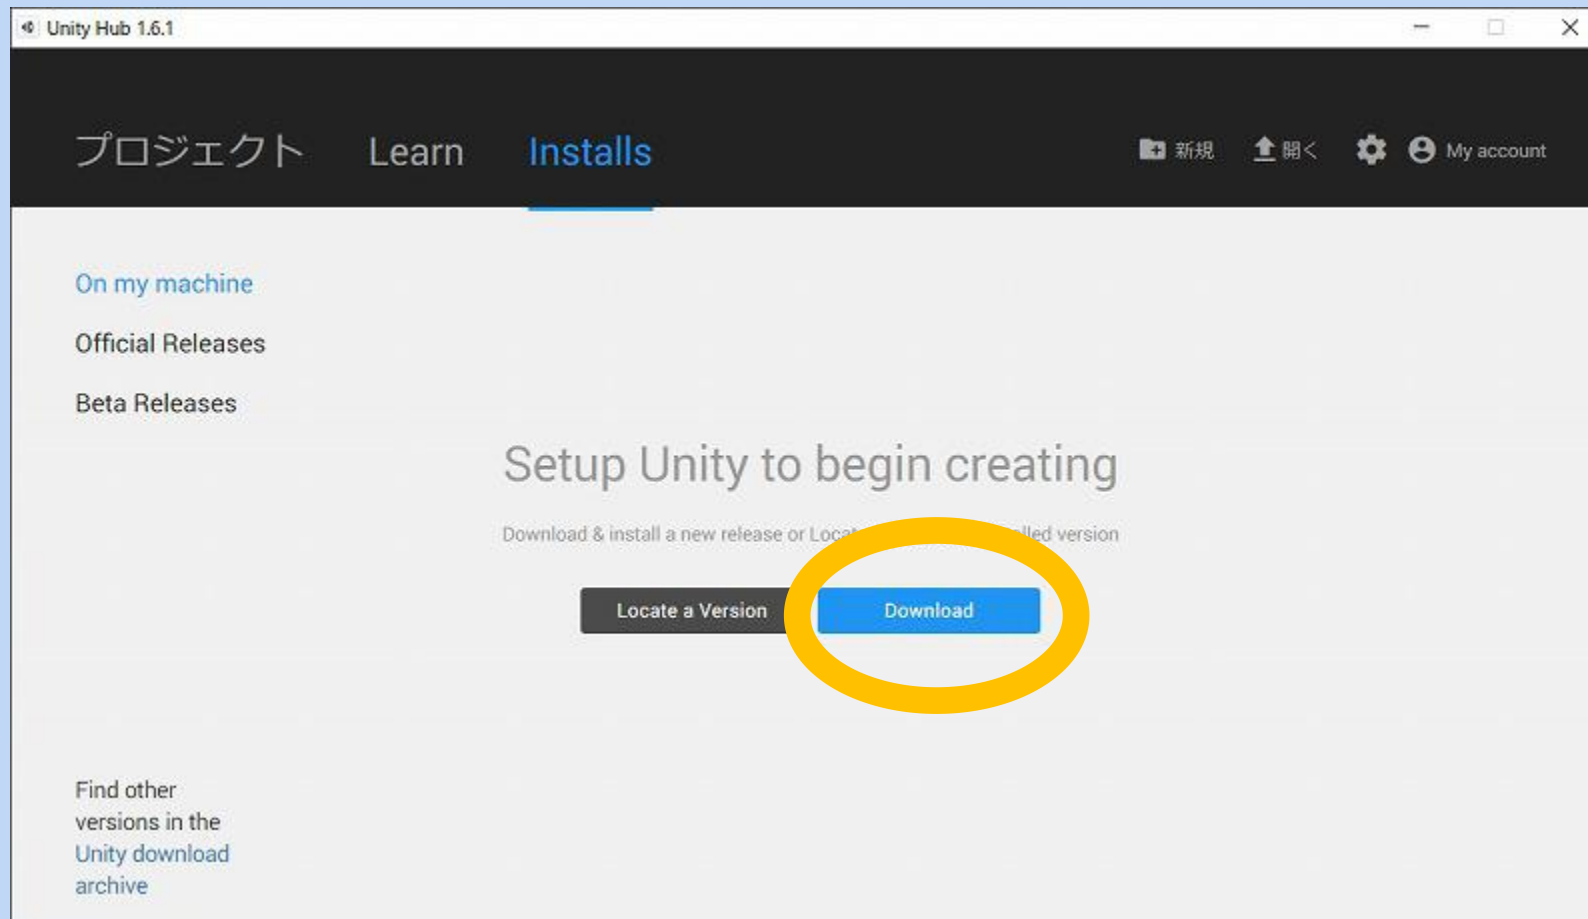 Unity Hub 1.6.1
プロジェクト Learn Installs 新規 開く My account
On my machine
Official Releases
Beta Releases
Setup Unity to begin creating
Download & install a new release or version
Locate a Version Download
Find other
versions in the
Unity download
archive